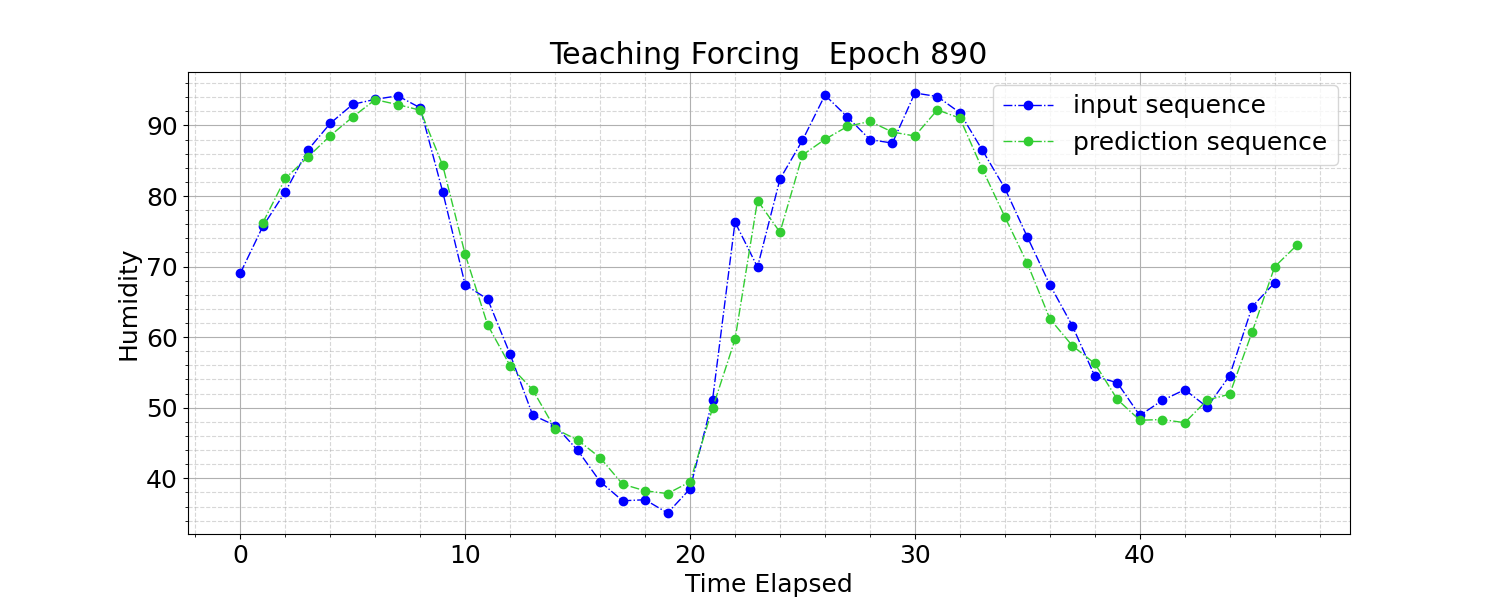 Teaching Forcing   Epoch 890
input sequence
prediction sequence
Humidity
90
80
70
60
50
40
0 10 20 30 40
Time Elapsed